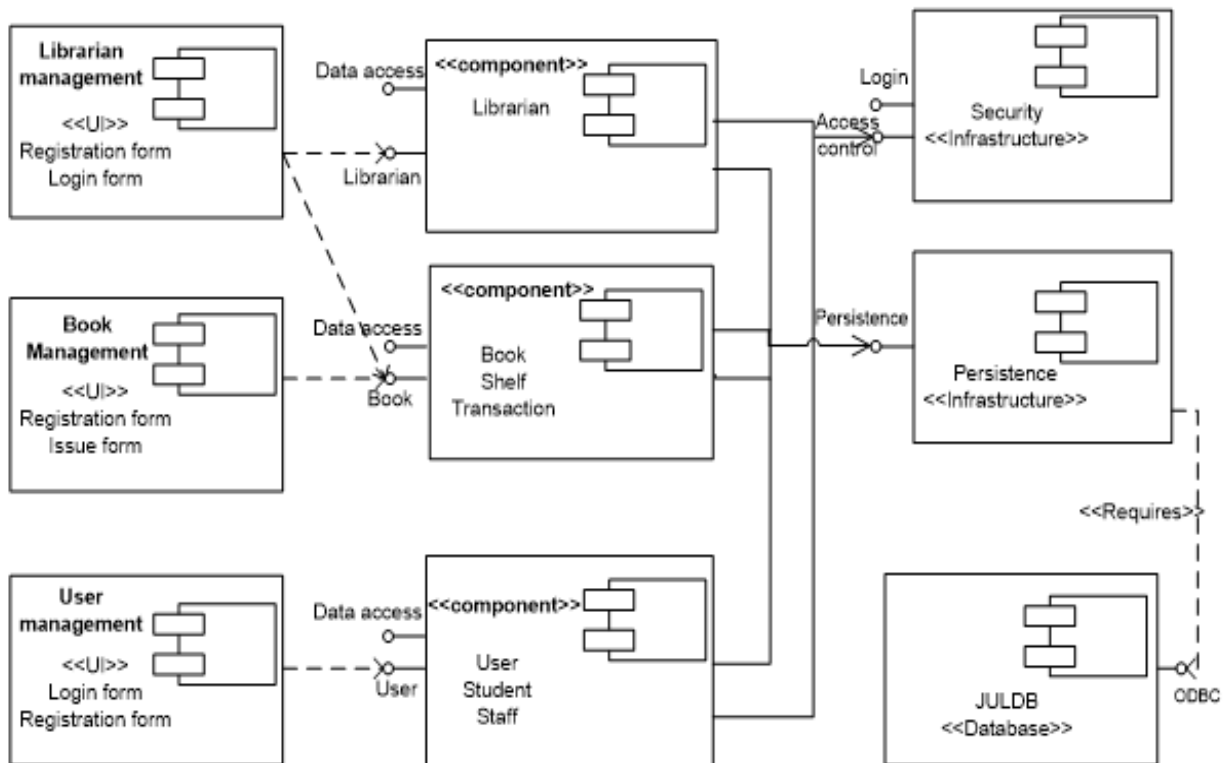 Librarian
management
<<UI>>
Registration form
Login form
Data access
Librarian
<<component>>
Librarian
Login
Access
control
Security
<<Infrastructure>>
Book
Management
<<UI>>
Registration form
Issue form
Data access
Book
<<component>>
Book
Shelf
Transaction
Persistence
Persistence
<<Infrastructure>>
<<Requires>>
User
management
<<UI>>
Login form
Registration form
Data access
User
<<component>>
User
Student
Staff
JULDB
<<Database>>
ODBC